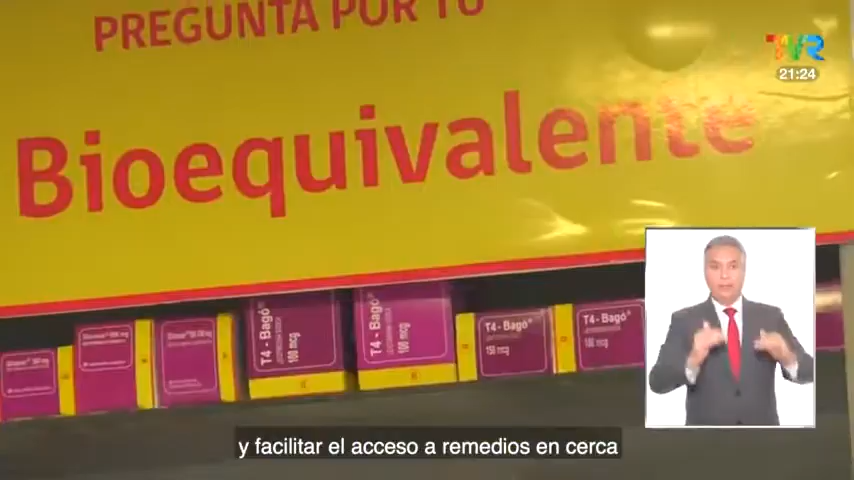 PREGUNTA POR TU
Bioequivalente
TVR
21:24
T4-Bagó
100 mcg
T4-Bagó
100 mcg
T4-Bagó
150 mcg
T4-Bagó
100 mcg
y facilitar el acceso a remedios en cerca